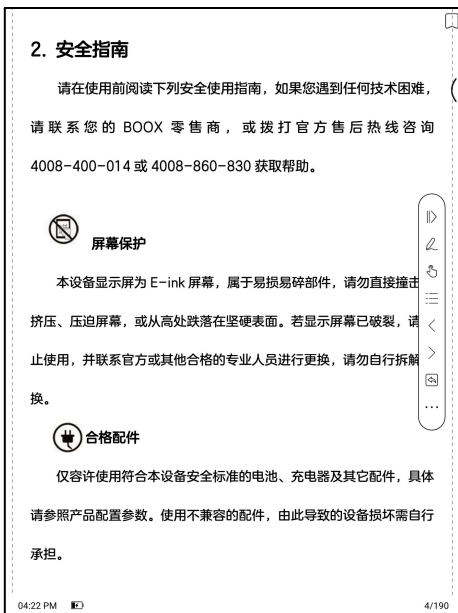 2. 安全指南
请在使用前阅读下列安全使用指南，如果您遇到任何技术困难，
请联系您的 BOOX 零售商，或拨打官方售后热线咨询
4008-400-014 或 4008-860-830 获取帮助。
屏幕保护
本设备显示屏为 E-ink 屏幕，属于易损易碎部件，请勿直接撞击
挤压、压迫屏幕，或从高处跌落在坚硬表面。若显示屏幕已破裂，请
止使用，并联系官方或其他合格的专业人员进行更换，请勿自行拆解
换。
合格配件
仅容许使用符合本设备安全标准的电池、充电器及其它配件，具体
请参照产品配置参数。使用不兼容的配件，由此导致的设备损坏需自行
承担。
04:22 PM
4/190